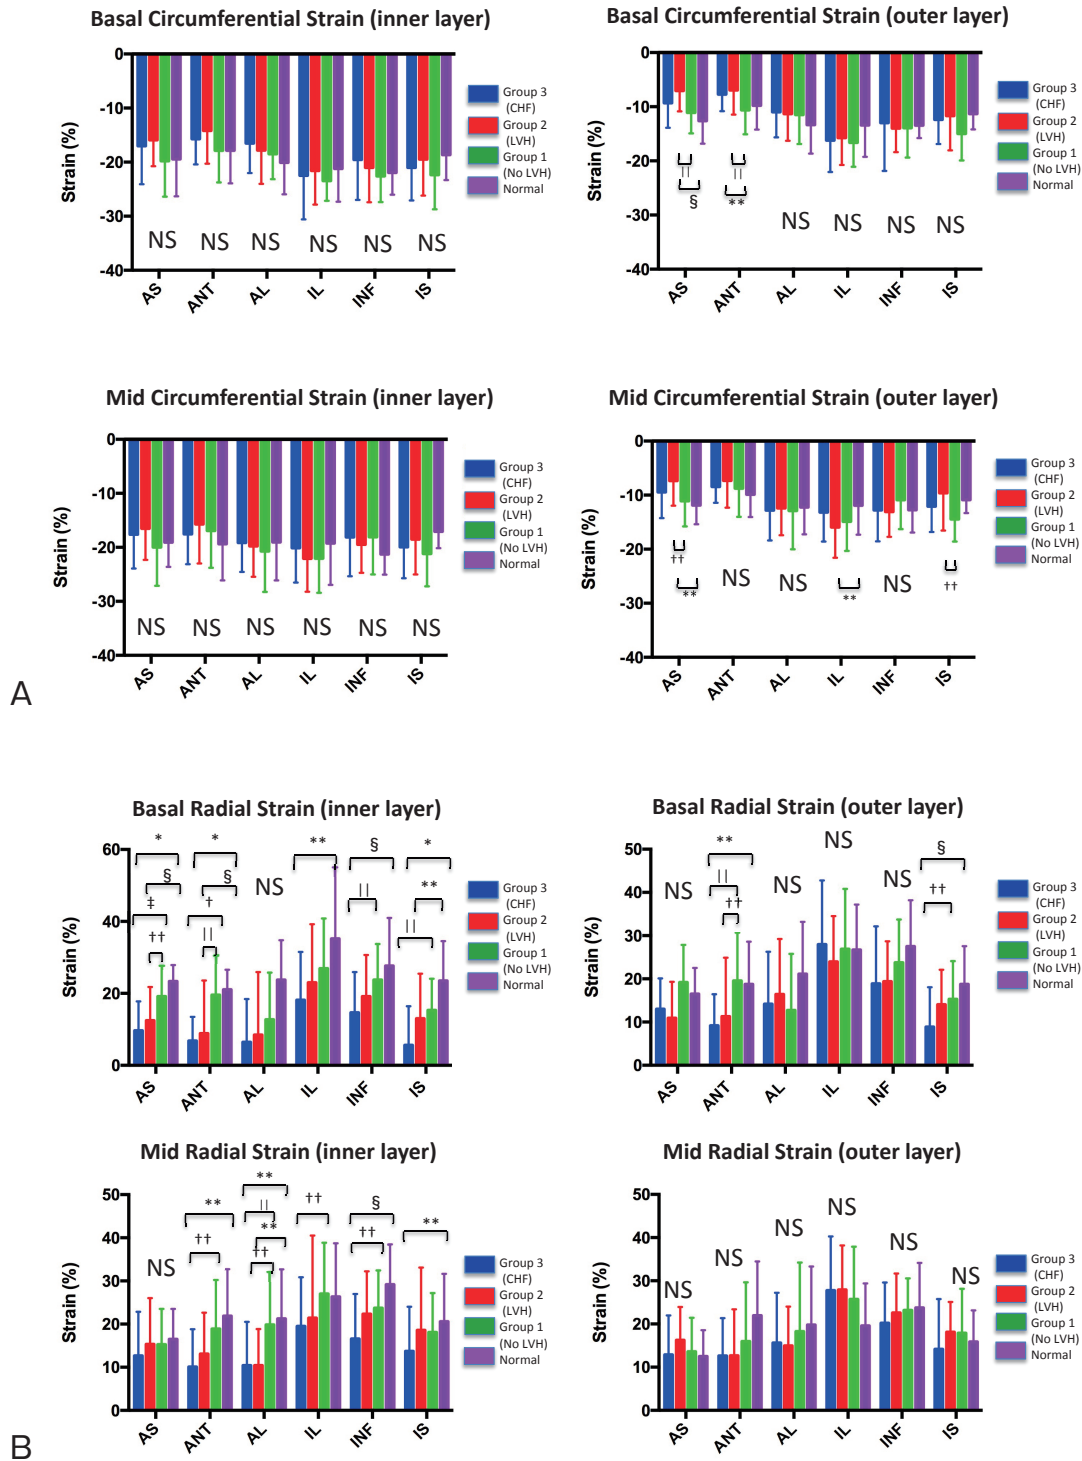 Basal Circumferential Strain (inner layer)
0
-10
-20
-30
-40
Strain (%)
NS NS NS NS NS NS
AS ANT AL IL INF IS
Group 3
(CHF)
Group 2
(LVH)
Group 1
(No LVH)
Normal
Basal Circumferential Strain (outer layer)
0
-10
-20
-30
-40
Strain (%)
||
§
||
**
NS NS NS NS
AS ANT AL IL INF IS
Group 3
(CHF)
Group 2
(LVH)
Group 1
(No LVH)
Normal
Mid Circumferential Strain (inner layer)
0
-10
-20
-30
-40
Strain (%)
NS NS NS NS NS NS
AS ANT AL IL INF IS
Group 3
(CHF)
Group 2
(LVH)
Group 1
(No LVH)
Normal
Mid Circumferential Strain (outer layer)
0
-10
-20
-30
-40
Strain (%)
††
**
NS NS
**
NS
††
AS ANT AL IL INF IS
Group 3
(CHF)
Group 2
(LVH)
Group 1
(No LVH)
Normal
A
Basal Radial Strain (inner layer)
60
40
20
0
Strain (%)
*
§
‡
††
*
§
†
||
NS
**
§
||
*
**
||
AS ANT AL IL INF IS
Group 3
(CHF)
Group 2
(LVH)
Group 1
(No LVH)
Normal
Basal Radial Strain (outer layer)
50
40
30
20
10
0
Strain (%)
NS
**
||
††
NS
NS
NS
§
††
AS ANT AL IL INF IS
Group 3
(CHF)
Group 2
(LVH)
Group 1
(No LVH)
Normal
Mid Radial Strain (inner layer)
50
40
30
20
10
0
Strain (%)
NS
**
††
**
||
**
††
††
§
††
**
AS ANT AL IL INF IS
Group 3
(CHF)
Group 2
(LVH)
Group 1
(No LVH)
Normal
Mid Radial Strain (outer layer)
50
40
30
20
10
0
Strain (%)
NS NS NS NS NS NS
AS ANT AL IL INF IS
Group 3
(CHF)
Group 2
(LVH)
Group 1
(No LVH)
Normal
B